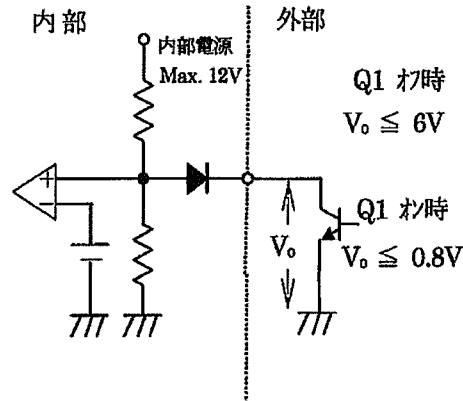 内部
外部
内部電源
Max. 12V
Q1 オフ時
V₀ ≦ 6V
Q1 オン時
V₀
V₀ ≦ 0.8V